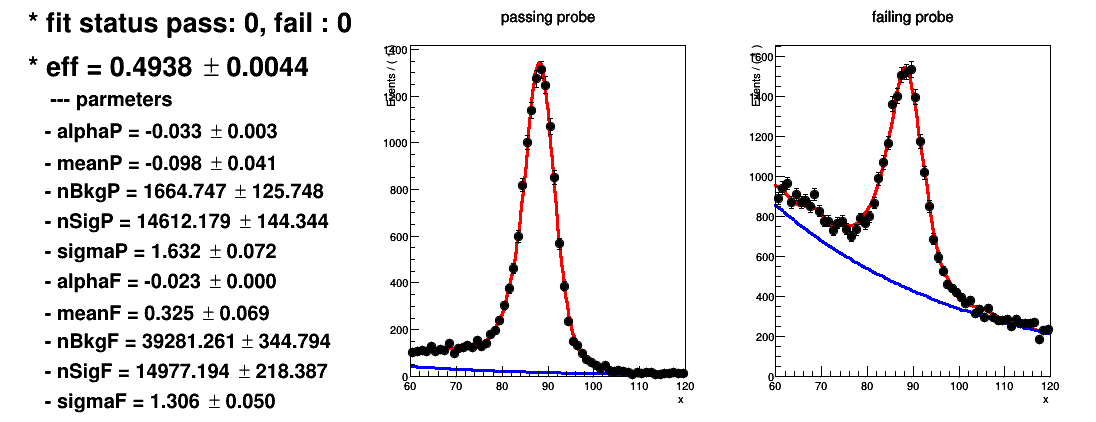 * fit status pass: 0, fail : 0
* eff = 0.4938 ± 0.0044
--- parmeters
- alphaP = -0.033 ± 0.003
- meanP = -0.098 ± 0.041
- nBkgP = 1664.747 ± 125.748
- nSigP = 14612.179 ± 144.344
- sigmaP = 1.632 ± 0.072
- alphaF = -0.023 ± 0.000
- meanF = 0.325 ± 0.069
- nBkgF = 39281.261 ± 344.794
- nSigF = 14977.194 ± 218.387
- sigmaF = 1.306 ± 0.050
passing probe
Events / (
1400
1200
1000
800
600
400
200
0
60 70 80 90 100 110 120
x
failing probe
Events / (
1600
1400
1200
1000
800
600
400
200
0
60 70 80 90 100 110 120
x